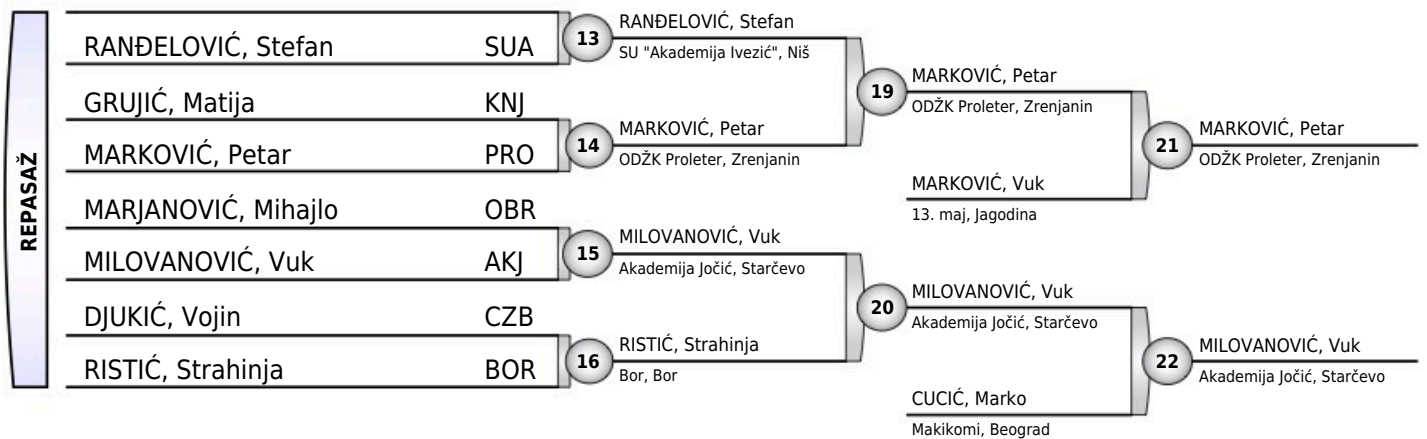 REPASAŽ
RANĐELOVIĆ, Stefan SUA
GRUJIĆ, Matija KNJ
MARKOVIĆ, Petar PRO
MARJANOVIĆ, Mihajlo OBR
MILOVANOVIĆ, Vuk AKJ
DJUKIĆ, Vojin CZB
RISTIĆ, Strahinja BOR
13
RANĐELOVIĆ, Stefan
SU "Akademija Ivezić", Niš
14
MARKOVIĆ, Petar
ODŽK Proleter, Zrenjanin
15
MILOVANOVIĆ, Vuk
Akademija Jočić, Starčevo
16
RISTIĆ, Strahinja
Bor, Bor
19
MARKOVIĆ, Petar
ODŽK Proleter, Zrenjanin
MARKOVIĆ, Vuk
13. maj, Jagodina
20
MILOVANOVIĆ, Vuk
Akademija Jočić, Starčevo
CUCIĆ, Marko
Makikomi, Beograd
21
MARKOVIĆ, Petar
ODŽK Proleter, Zrenjanin
22
MILOVANOVIĆ, Vuk
Akademija Jočić, Starčevo